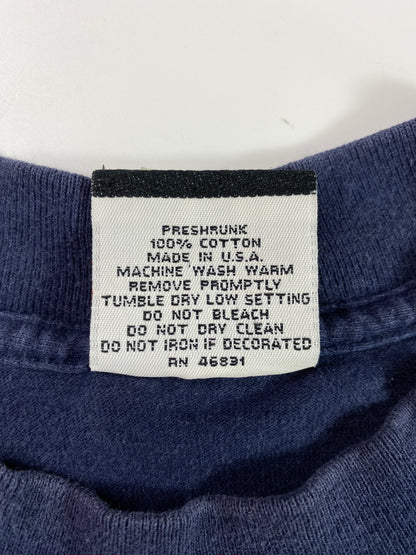 PRESHRUNK
100% COTTON
MADE IN U.S.A.
MACHINE WASH WARM
REMOVE PROMPTLY
TUMBLE DRY LOW SETTING
DO NOT BLEACH
DO NOT DRY CLEAN
DO NOT IRON IF DECORATED
RN 46831